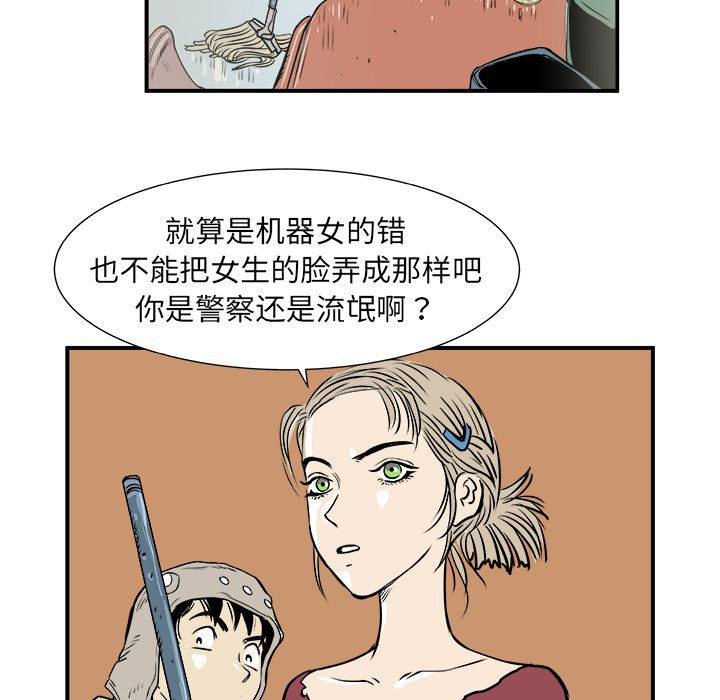 就算是机器女的错
也不能把女生的脸弄成那样吧
你是警察还是流氓啊？